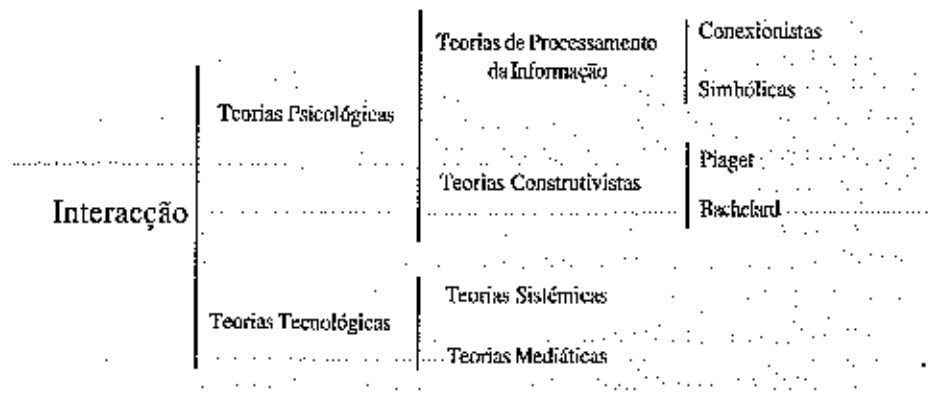 Conexionistas
Teorias de Processamento
da Informação
Simbólicas
Teorias Psicológicas
Piaget
Teorias Construtivistas
Bachelard
Interacção
Teorias Sistémicas
Teorias Tecnológicas
Teorias Mediáticas